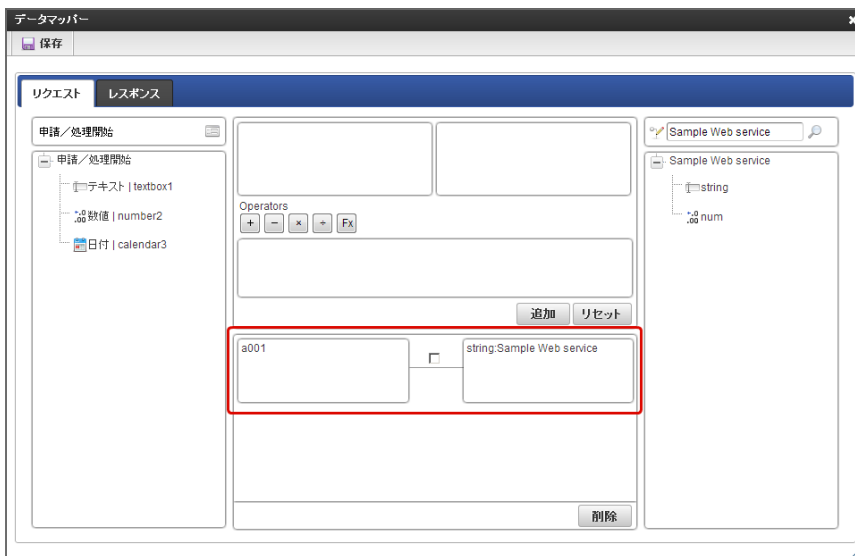 データマッパー
保存
リクエスト レスポンス
申請／処理開始
申請／処理開始
テキスト | textbox1
数値 | number2
日付 | calendar3
Operators
+ - × ÷ Fx
追加 リセット
a001
string:Sample Web service
削除
Sample Web service
Sample Web service
string
num